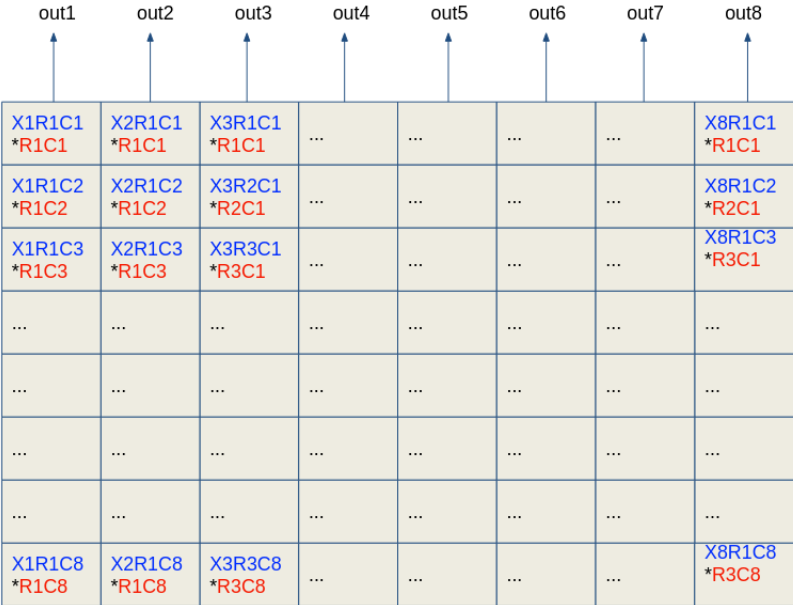 out1 out2 out3 out4 out5 out6 out7 out8
X1R1C1 X2R1C1 X3R1C1 ... ... ... ... X8R1C1
*R1C1 *R1C1 *R1C1 *R1C1
X1R1C2 X2R1C2 X3R2C1 ... ... ... ... X8R1C2
*R1C2 *R1C2 *R2C1 *R2C1
X1R1C3 X2R1C3 X3R3C1 ... ... ... ... X8R1C3
*R1C3 *R1C3 *R3C1 *R3C1
... ... ... ... ... ... ... ...
... ... ... ... ... ... ... ...
... ... ... ... ... ... ... ...
... ... ... ... ... ... ... ...
X1R1C8 X2R1C8 X3R3C8 ... ... ... ... X8R1C8
*R1C8 *R1C8 *R3C8 *R3C8